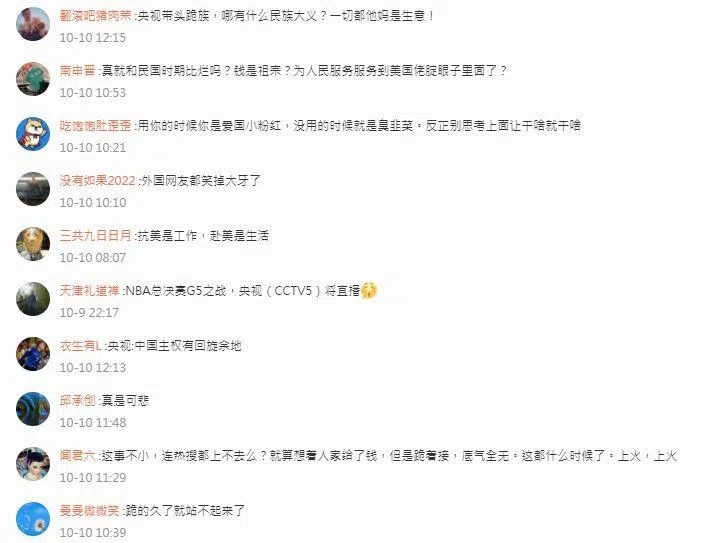 翻滚吧猪肉荣 :央视带头跪族，哪有什么民族大义？一切都他妈是生意！
10-10 12:15
南申晋 :真就和民国时期比烂吗？钱是祖宗？为人民服务服务到美国佬腚眼子里面了？
10-10 10:53
吃饱饱肚歪歪 :用你的时候你是爱国小粉红，没用的时候就是臭韭菜。反正别思考上面让干啥就干啥
10-10 10:21
没有如果2022 :外国网友都笑掉大牙了
10-10 10:10
三共九日日月 :抗美是工作，赴美是生活
10-10 08:07
天津礼道禅 :NBA总决赛G5之战，央视（CCTV5）将直播
10-9 22:17
衣生有L :央视:中国主权有回旋余地
10-10 12:13
邱承创 :真是可悲
10-10 11:48
闻君六 :这事不小，连热搜都上不去么？就算想着人家给了钱，但是跪着接，底气全无。这都什么时候了。上火，上火
10-10 11:29
曼曼微微笑 :跪的久了就站不起来了
10-10 10:39